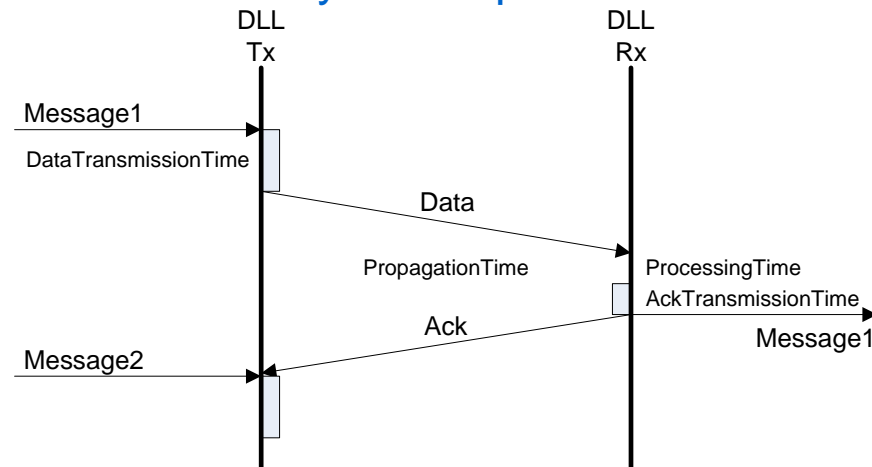 DLL
Tx
DLL
Rx
Message1
DataTransmissionTime
Data
PropagationTime
ProcessingTime
AckTransmissionTime
Ack
Message1
Message2